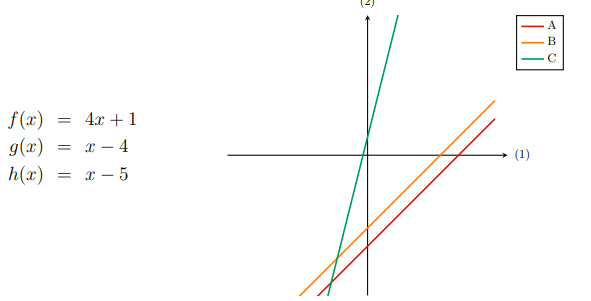 (2)
A
B
C
f(x) = 4x + 1
g(x) = x − 4
h(x) = x − 5
(1)